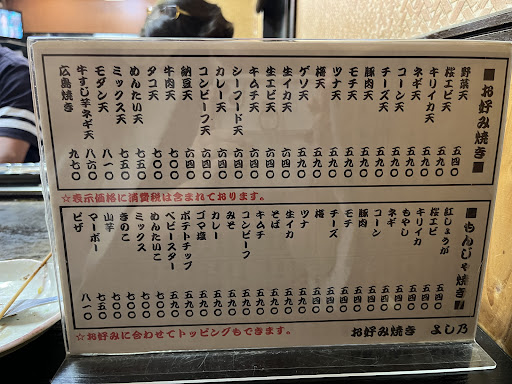 ■お好み焼き■
野菜天 五四〇
桜エビ天 五四〇
キリイカ天 五四〇
ネギ天 五四〇
コーン天 五四〇
チーズ天 五四〇
豚肉天 五九〇
モチ天 五九〇
ツナ天 五九〇
梅天 五九〇
ゲソ天 五九〇
生イカ天 五九〇
生エビ天 六四〇
キムチ天 六四〇
シーフード天 六四〇
カレー天 六四〇
コンビーフ天 六四〇
納豆天 六四〇
牛肉天 七〇〇
タコ天 七〇〇
めんたい天 七五〇
ミックス天 七五〇
モダン天 八一〇
牛すじ芋ネギ天 八六〇
広島焼き 九七〇
☆表示価格に消費税は含まれております。
■もんじゃ焼き■
紅しょうが 五四〇
桜エビ 五四〇
キリイカ 五四〇
もやし 五四〇
ネギ 五四〇
コーン 五四〇
豚肉 五四〇
モチ 五四〇
チーズ 五四〇
梅 五四〇
ツナ 五四〇
生イカ 五九〇
そば 五九〇
キムチ 五九〇
コンビーフ 五九〇
みそ 五九〇
カレー 五九〇
ゴマ塩 五九〇
ポテトチップ 五九〇
ベビースター 五九〇
めんたいこ 七〇〇
ミックス 七〇〇
きのこ 七〇〇
山芋 七〇〇
マーボー 七五〇
ピザ 八一〇
☆お好みに合わせてトッピングもできます。
お好み焼き よし乃